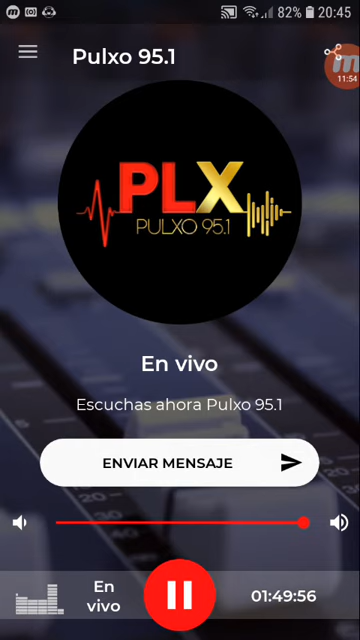 82% 20:45
Pulxo 95.1
11:54
PLX
PULXO 95.1
En vivo
Escuchas ahora Pulxo 95.1
ENVIAR MENSAJE
En
vivo
01:49:56